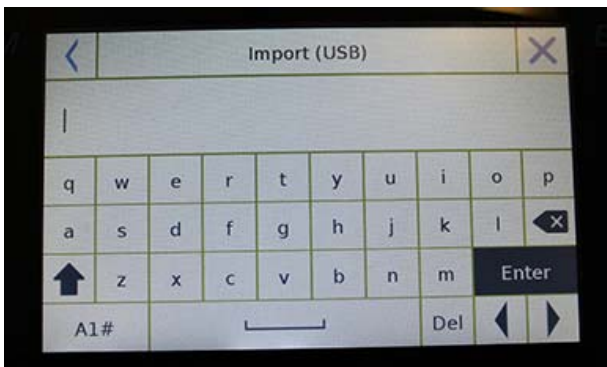 Import (USB)
q w e r t y u i o p
a s d f g h j k l
z x c v b n m Enter
A1# Del